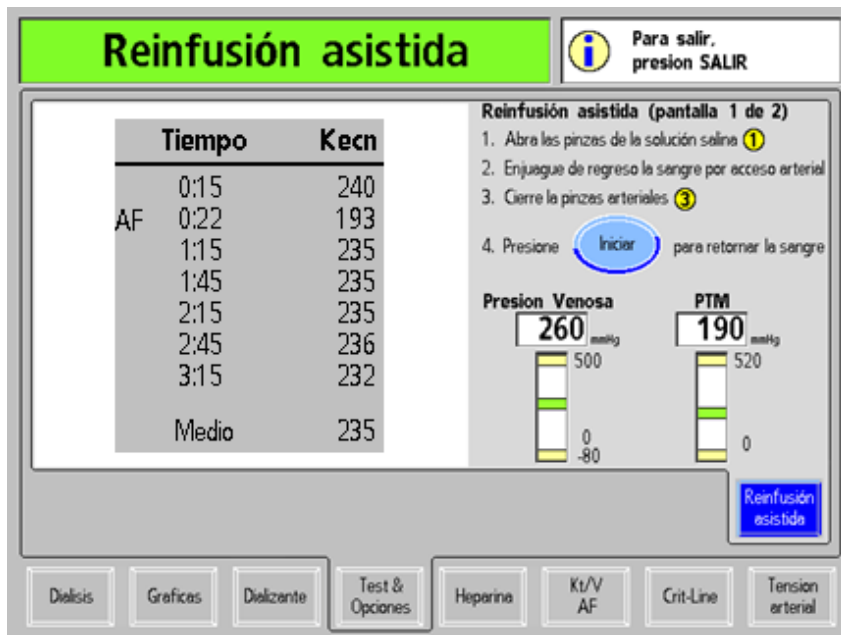 Reinfusión asistida
Para salir,
presion SALIR
Tiempo Kecn
0:15 240
AF 0:22 193
1:15 235
1:45 235
2:15 235
2:45 236
3:15 232
Medio 235
Reinfusión asistida (pantalla 1 de 2)
1. Abra las pinzas de la solución salina 1
2. Enjuague de regreso la sangre por acceso arterial
3. Cierre la pinzas arteriales 3
4. Presione Iniciar para retornar la sangre
Presion Venosa PTM
260 mmHg 190 mmHg
500 520
0 0
-80
Reinfusión
asistida
Dialisis Graficas Dializante Test &
Opciones Heparina Kt/V
AF Crit-Line Tension
arterial